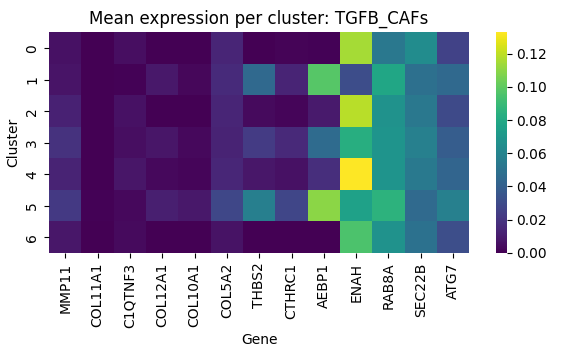 Mean expression per cluster: TGFB_CAFs
Cluster
0
1
2
3
4
5
6
MMP11
COL11A1
C1QTNF3
COL12A1
COL10A1
COL5A2
THBS2
CTHRC1
AEBP1
ENAH
RAB8A
SEC22B
ATG7
Gene
0.12
0.10
0.08
0.06
0.04
0.02
0.00